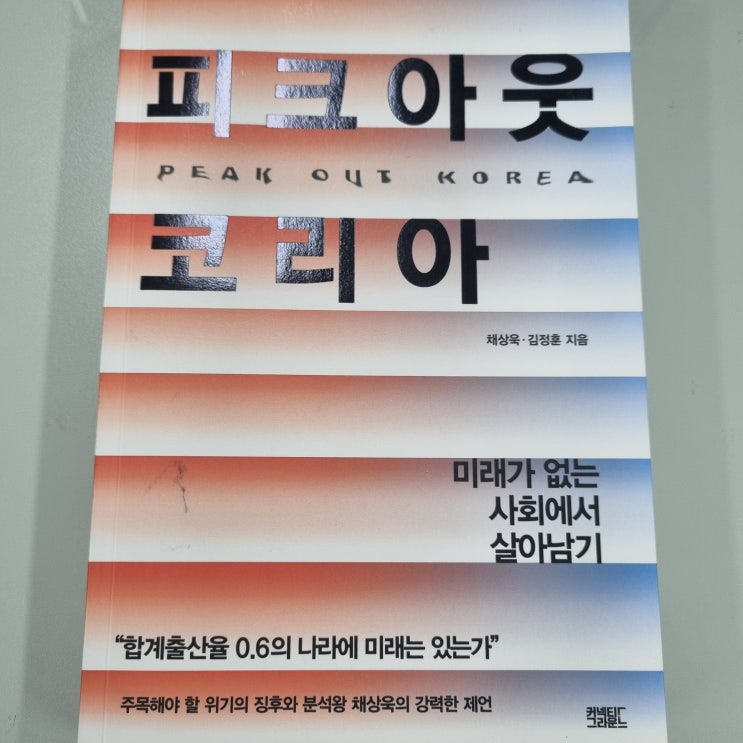 피크아웃
PEAK OUT KOREA
코리아
채상욱·김정훈 지음
미래가 없는
사회에서
살아남기
“합계출산율 0.6의 나라에 미래는 있는가”
주목해야 할 위기의 징후와 분석왕 채상욱의 강력한 제언
커넥티드
그라운드